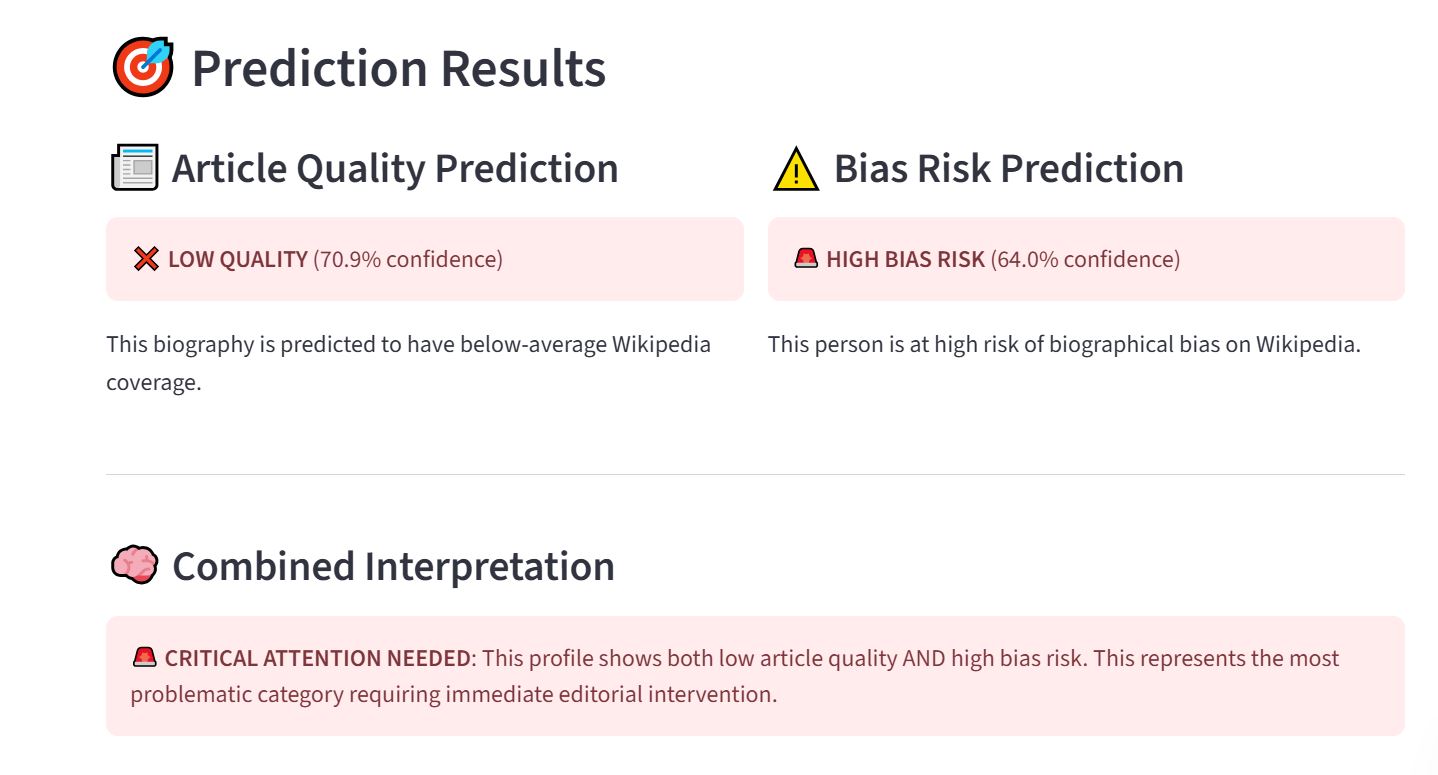 Prediction Results
Article Quality Prediction
LOW QUALITY (70.9% confidence)
This biography is predicted to have below-average Wikipedia
coverage.
Bias Risk Prediction
HIGH BIAS RISK (64.0% confidence)
This person is at high risk of biographical bias on Wikipedia.
Combined Interpretation
CRITICAL ATTENTION NEEDED: This profile shows both low article quality AND high bias risk. This represents the most
problematic category requiring immediate editorial intervention.